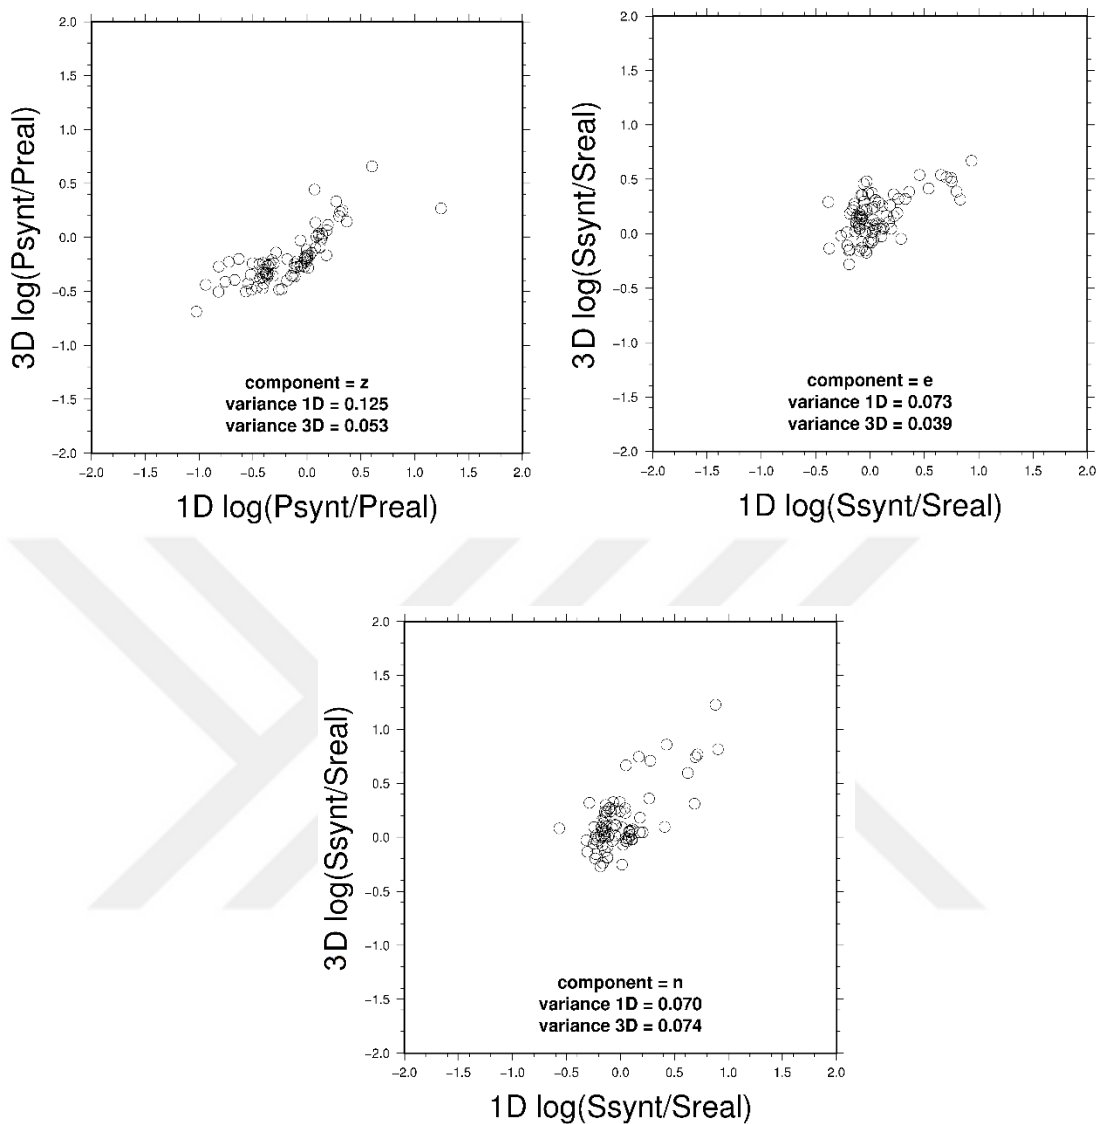 3D log(Psynt/Preal)
2.0
1.5
1.0
0.5
0.0
−0.5
−1.0
−1.5
−2.0
component = z
variance 1D = 0.125
variance 3D = 0.053
−2.0 −1.5 −1.0 −0.5 0.0 0.5 1.0 1.5 2.0
1D log(Psynt/Preal)
3D log(Ssynt/Sreal)
2.0
1.5
1.0
0.5
0.0
−0.5
−1.0
−1.5
−2.0
component = e
variance 1D = 0.073
variance 3D = 0.039
−2.0 −1.5 −1.0 −0.5 0.0 0.5 1.0 1.5 2.0
1D log(Ssynt/Sreal)
3D log(Ssynt/Sreal)
2.0
1.5
1.0
0.5
0.0
−0.5
−1.0
−1.5
−2.0
component = n
variance 1D = 0.070
variance 3D = 0.074
−2.0 −1.5 −1.0 −0.5 0.0 0.5 1.0 1.5 2.0
1D log(Ssynt/Sreal)